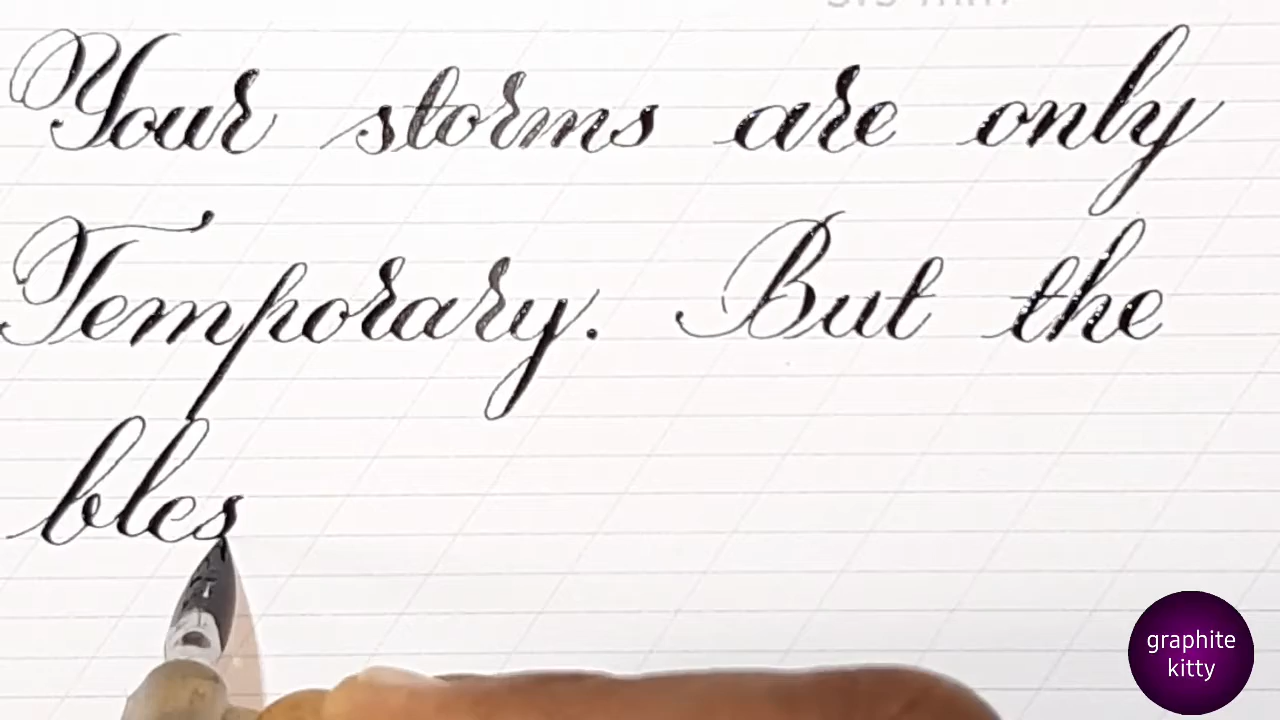 Your storms are only
Temporary. But the
bles
graphite
kitty